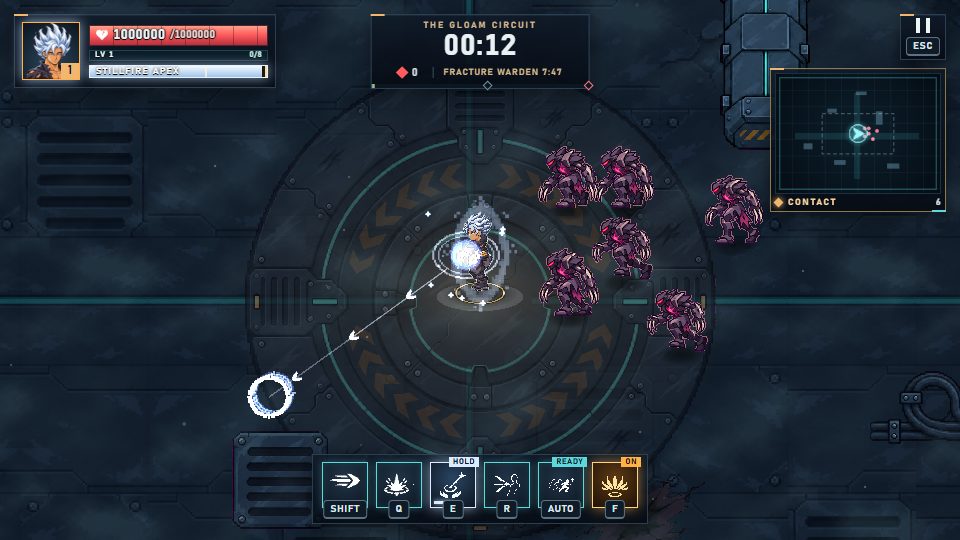 1000000 /1000000
LV 1
0/8
STILLFIRE APEX
1
THE GLOAM CIRCUIT
00:12
0
FRACTURE WARDEN 7:47
ESC
CONTACT
6
HOLD
READY
ON
SHIFT
Q
E
R
AUTO
F